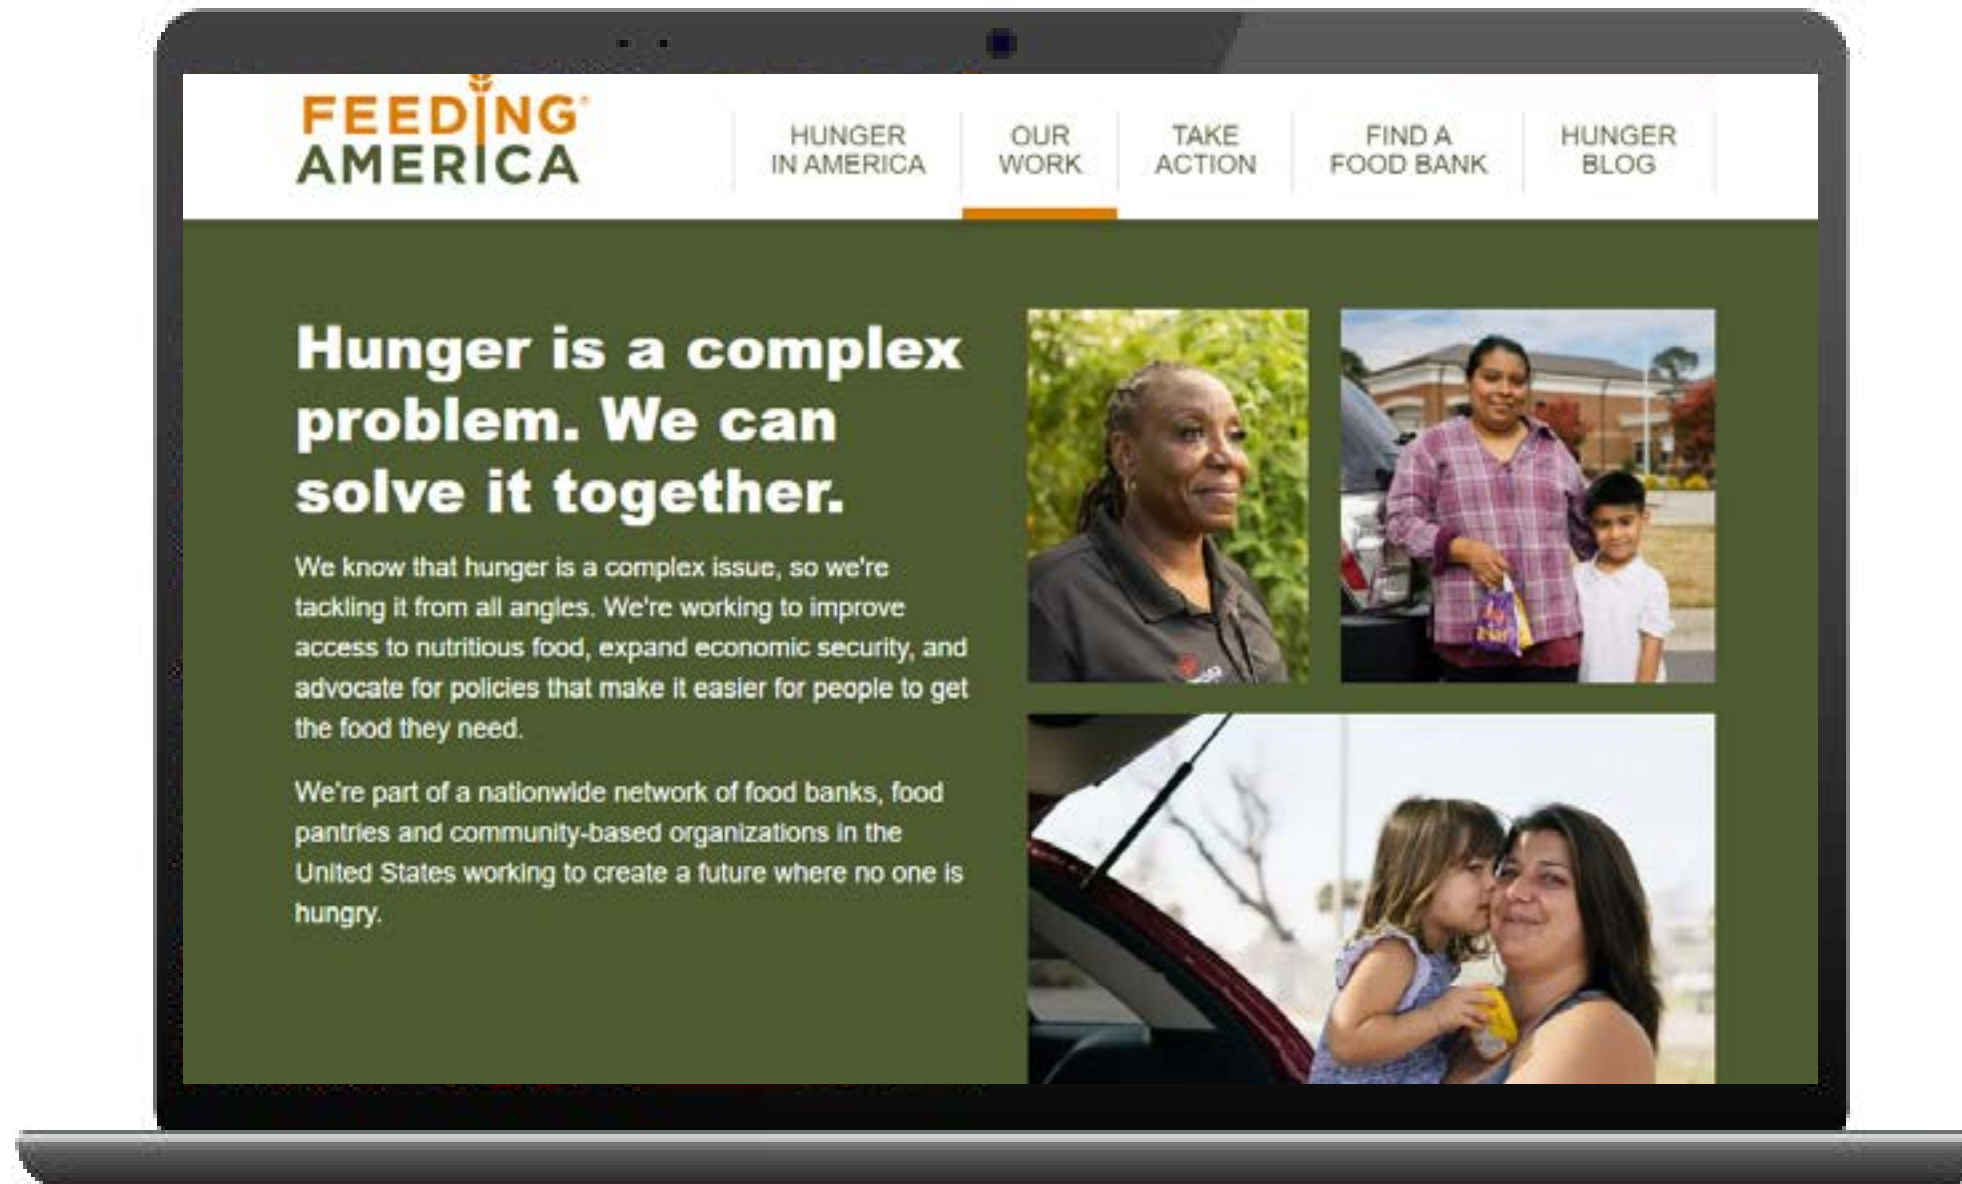 FEEDING
AMERICA
HUNGER
IN AMERICA
OUR
WORK
TAKE
ACTION
FIND A
FOOD BANK
HUNGER
BLOG
Hunger is a complex
problem. We can
solve it together.
We know that hunger is a complex issue, so we're
tackling it from all angles. We're working to improve
access to nutritious food, expand economic security, and
advocate for policies that make it easier for people to get
the food they need.
We're part of a nationwide network of food banks, food
pantries and community-based organizations in the
United States working to create a future where no one is
hungry.